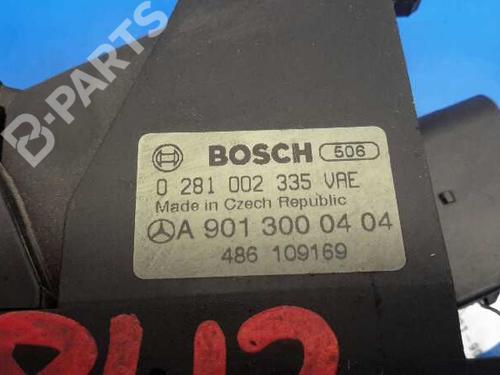 B-PARTS
BOSCH 506
0 281 002 335 VAE
Made in Czech Republic
A 901 300 04 04
486 109169